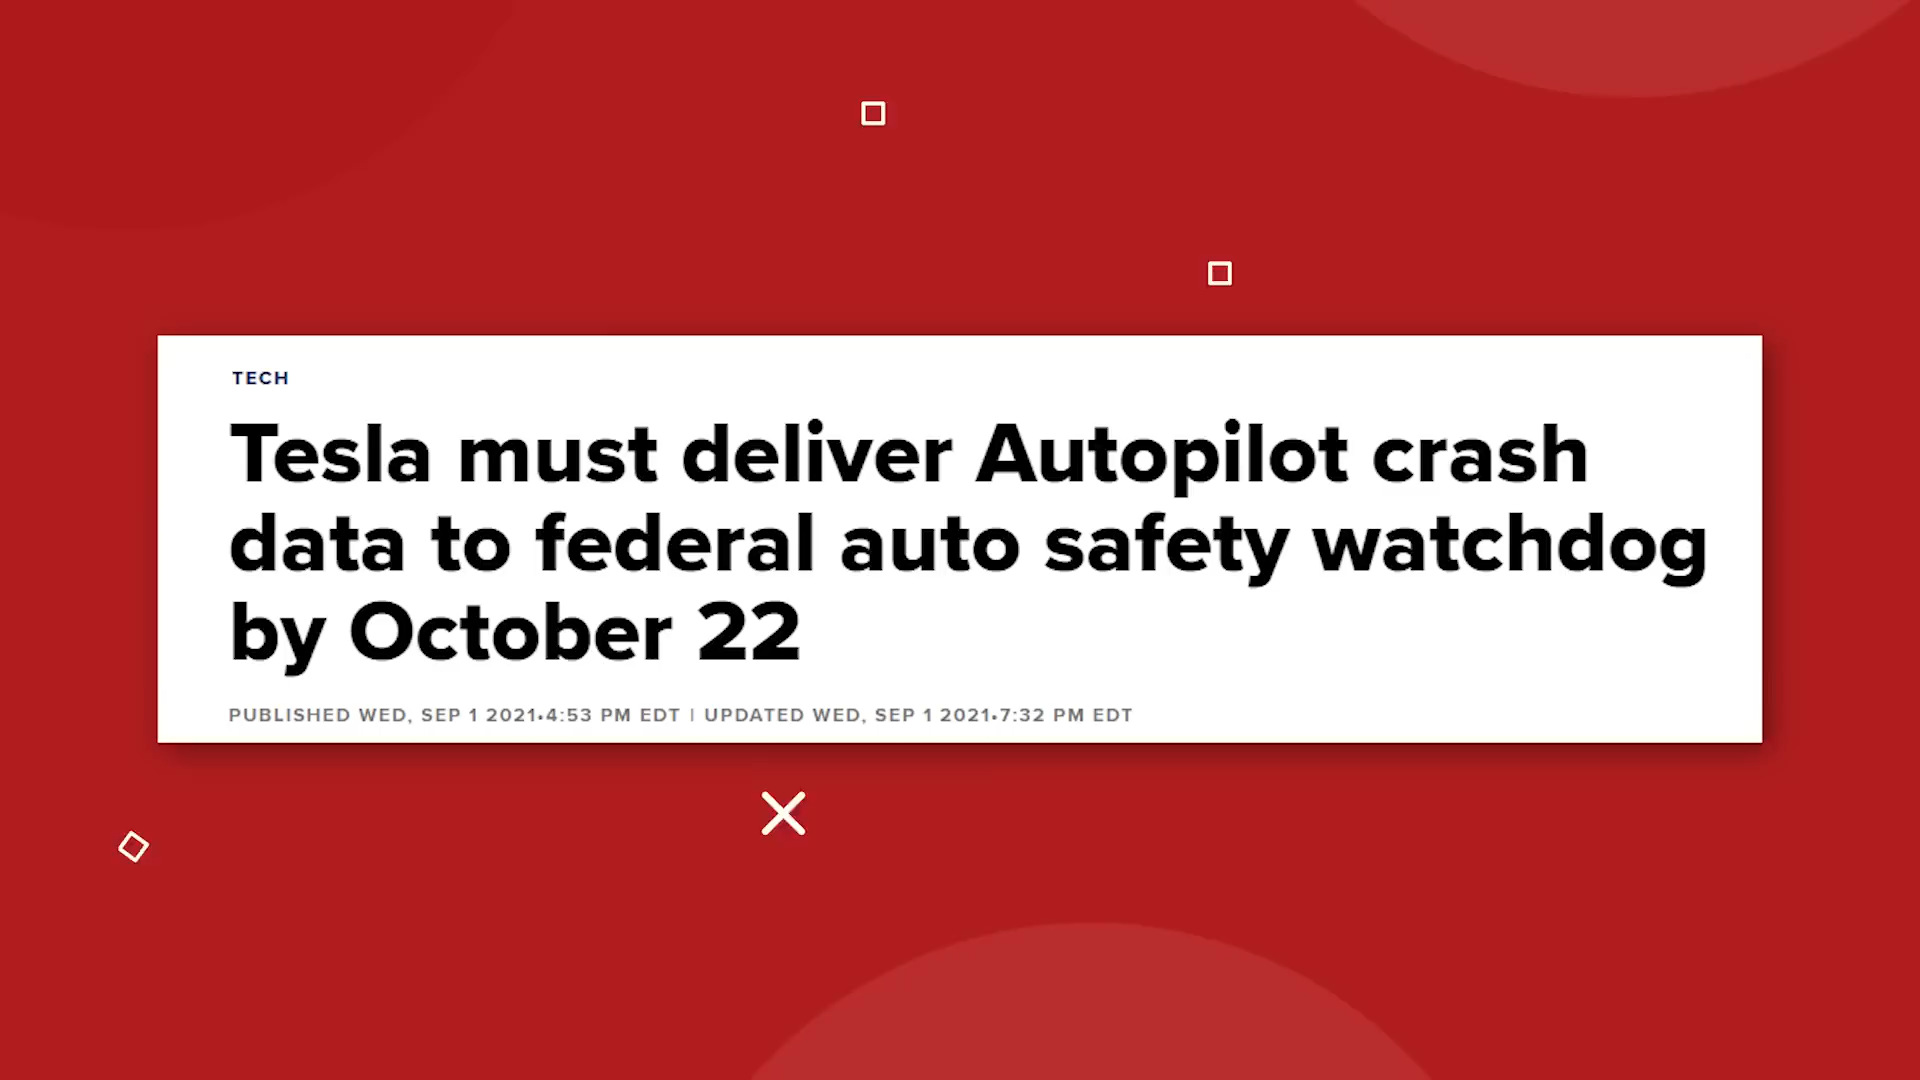 TECH
Tesla must deliver Autopilot crash
data to federal auto safety watchdog
by October 22
PUBLISHED WED, SEP 1 2021•4:53 PM EDT | UPDATED WED, SEP 1 2021•7:32 PM EDT